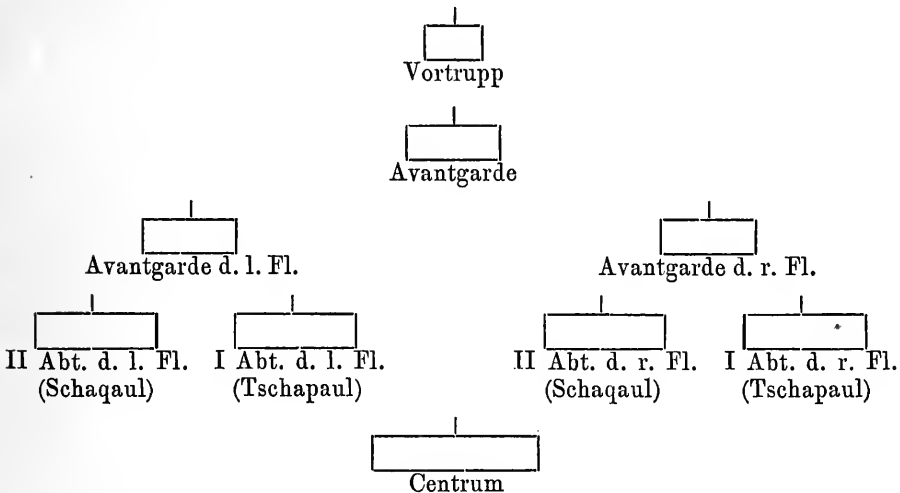 Vortrupp
Avantgarde
Avantgarde d. l. Fl. Avantgarde d. r. Fl.
II Abt. d. l. Fl. I Abt. d. l. Fl. II Abt. d. r. Fl. I Abt. d. r. Fl.
(Schaqaul) (Tschapaul) (Schaqaul) (Tschapaul)
Centrum